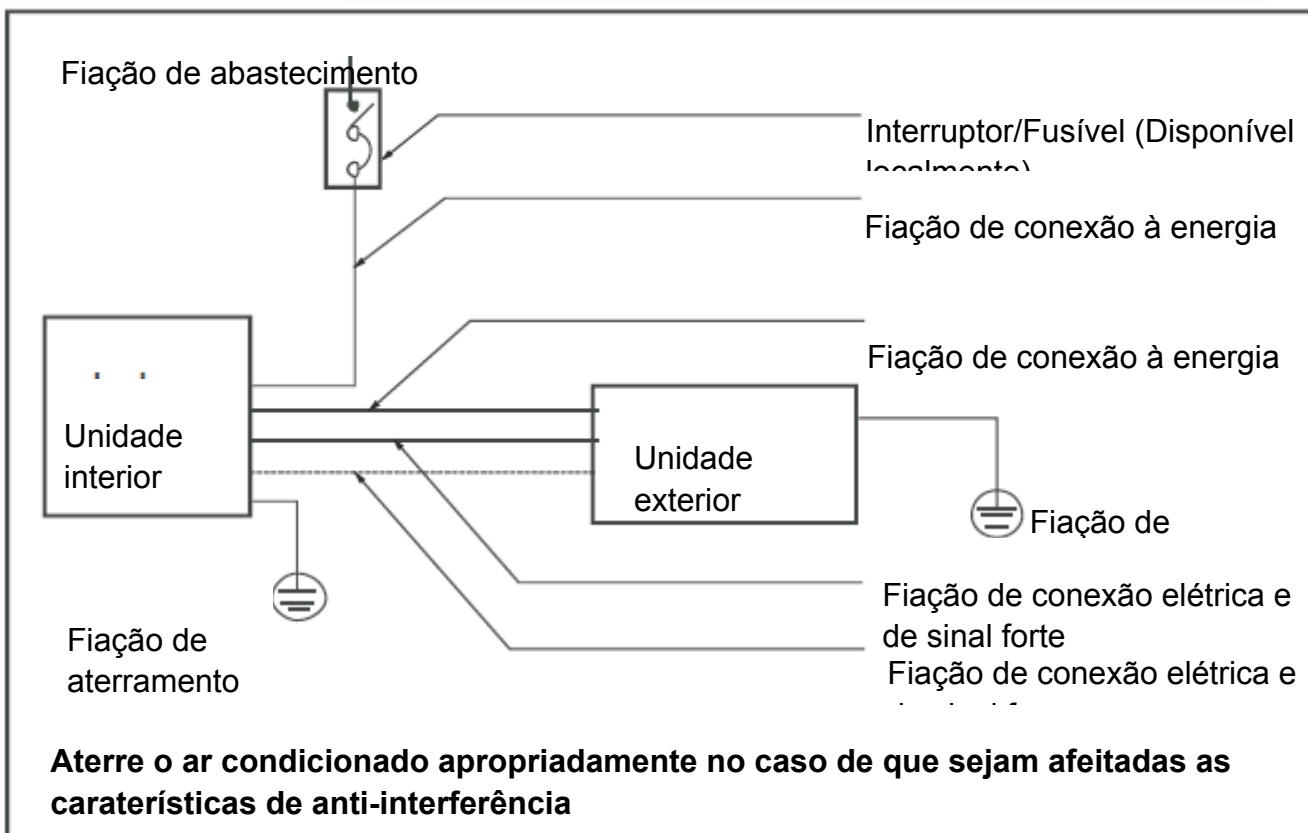 Fiação de abastecimento
Interruptor/Fusível (Disponível
localmente)
Fiação de conexão à energia
Fiação de conexão à energia
Unidade
interior
Unidade
exterior
Fiação de
Fiação de conexão elétrica e
de sinal forte
Fiação de
aterramento
Fiação de conexão elétrica e
Aterre o ar condicionado apropriadamente no caso de que sejam afeitadas as
caraterísticas de anti-interferência